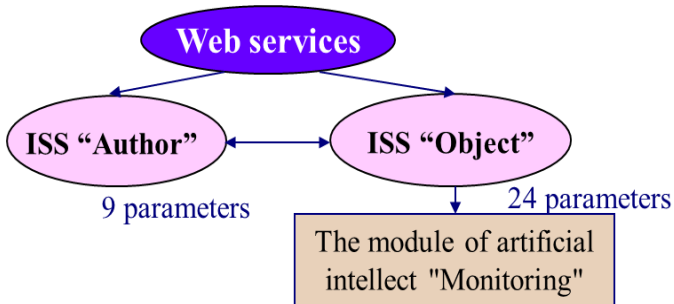 Web services
ISS “Author”
ISS “Object”
9 parameters
24 parameters
The module of artificial
intellect "Monitoring"